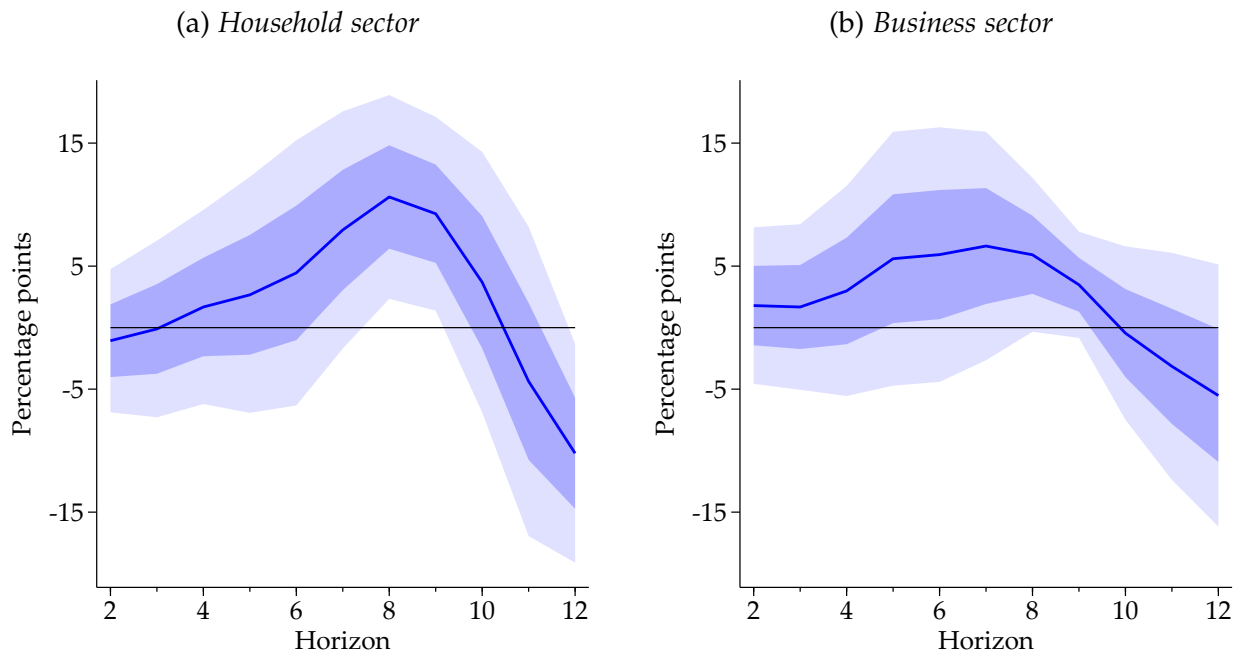 (a) Household sector
Percentage points
15
5
-5
-15
2 4 6 8 10 12
Horizon
(b) Business sector
Percentage points
15
5
-5
-15
2 4 6 8 10 12
Horizon